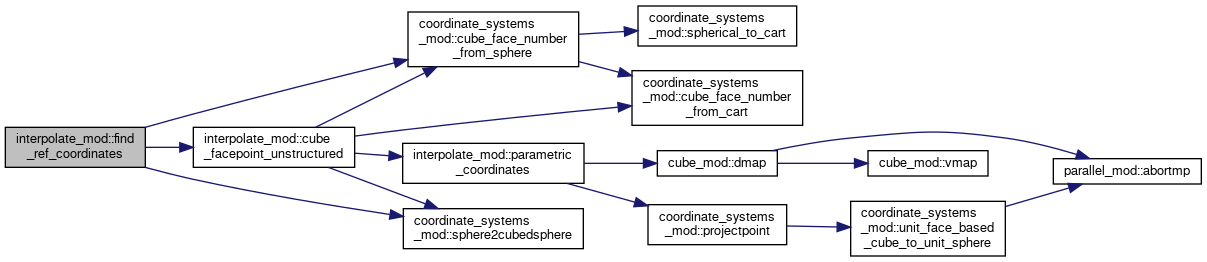 interpolate_mod::find
_ref_coordinates
interpolate_mod::cube
_facepoint_unstructured
coordinate_systems
_mod::cube_face_number
_from_sphere
coordinate_systems
_mod::spherical_to_cart
coordinate_systems
_mod::cube_face_number
_from_cart
interpolate_mod::parametric
_coordinates
cube_mod::dmap
cube_mod::vmap
parallel_mod::abortmp
coordinate_systems
_mod::sphere2cubedsphere
coordinate_systems
_mod::projectpoint
coordinate_systems
_mod::unit_face_based
_cube_to_unit_sphere